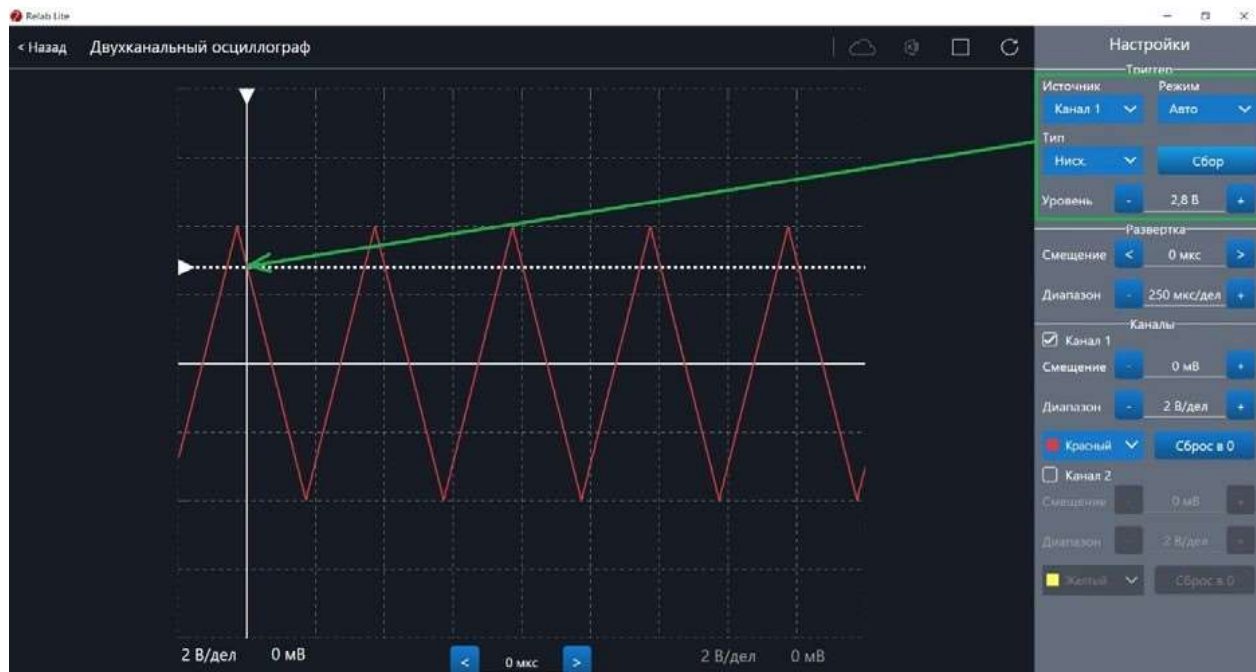 Relab Lite
< Назад Двухканальный осциллограф
Настройки
Триггер
Источник Режим
Канал 1 Авто
Тип
Нисх. Сбор
Уровень - 2,8 В +
Развертка
Смещение < 0 мкс >
Диапазон - 250 мкс/дел +
Каналы
Канал 1
Смещение - 0 мВ +
Диапазон - 2 В/дел +
Красный Сброс в 0
Канал 2
Смещение - 0 мВ +
Диапазон - 2 В/дел +
Желтый Сброс в 0
2 В/дел 0 мВ < 0 мкс > 2 В/дел 0 мВ